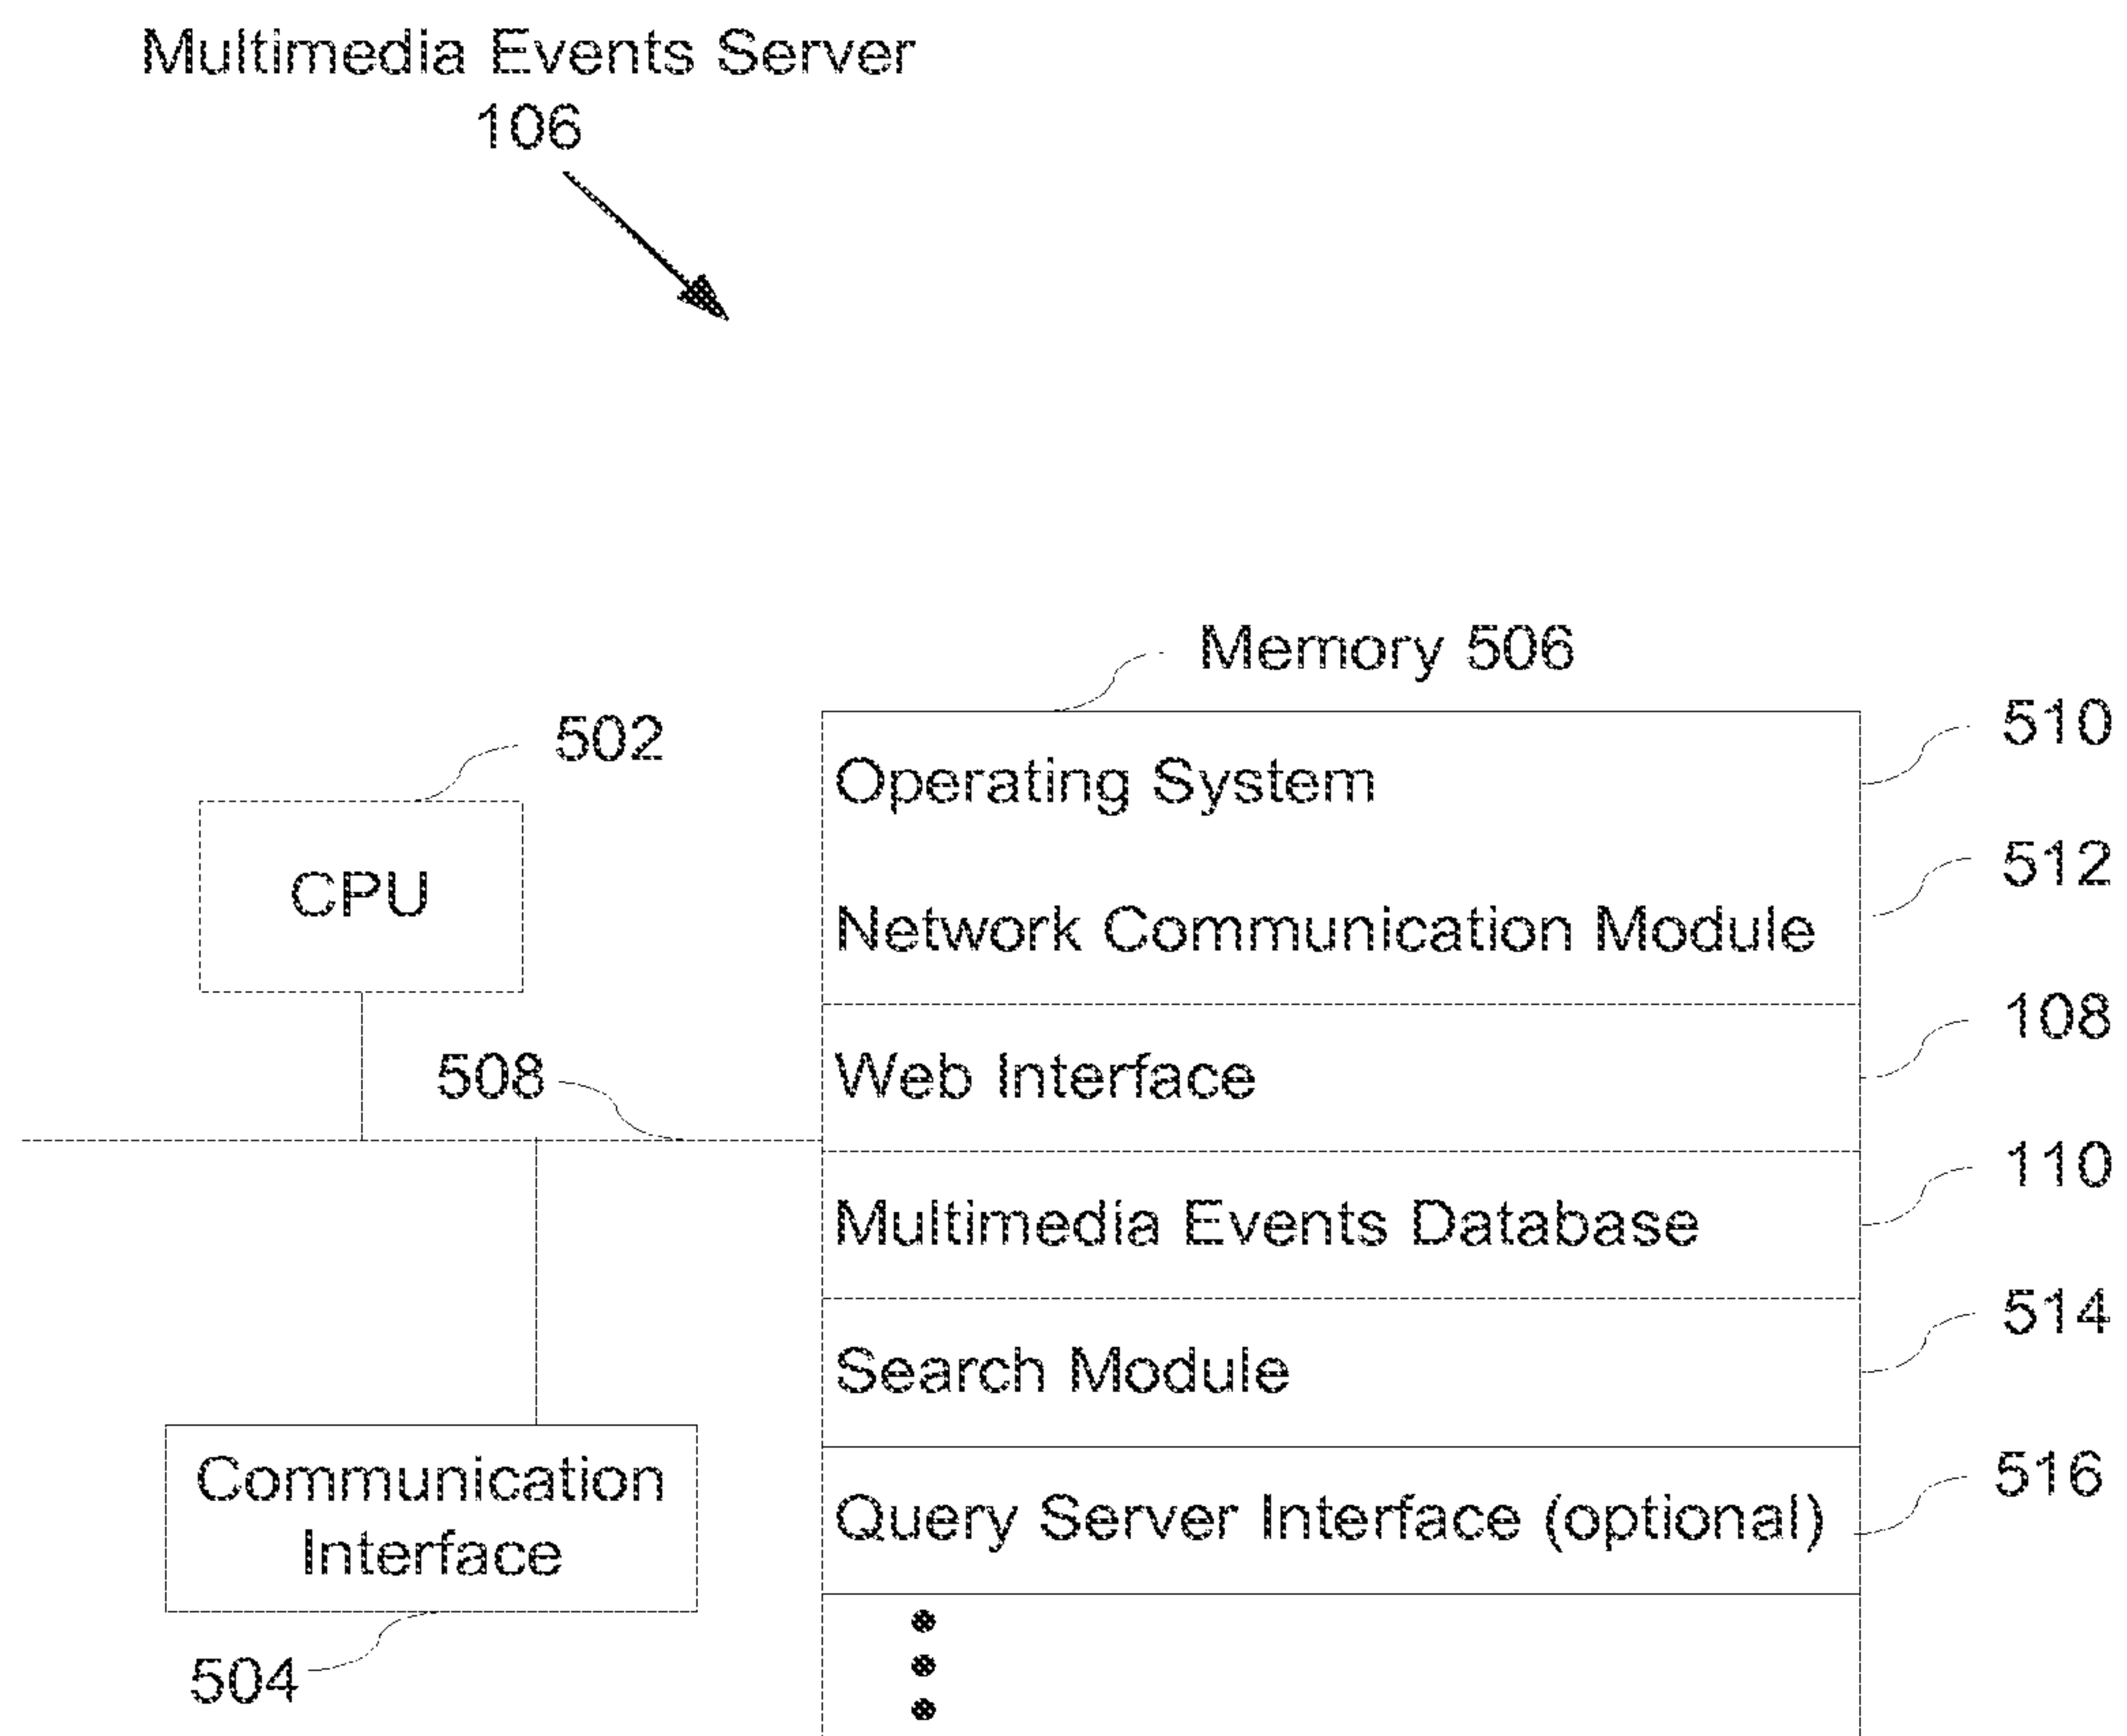 Multimedia Events Server
106
Memory 506
502
510
Operating System
512
CPU
Network Communication Module
108
508
Web Interface
110
Multimedia Events Database
514
Search Module
516
Communication
Interface
Query Server Interface (optional)
504